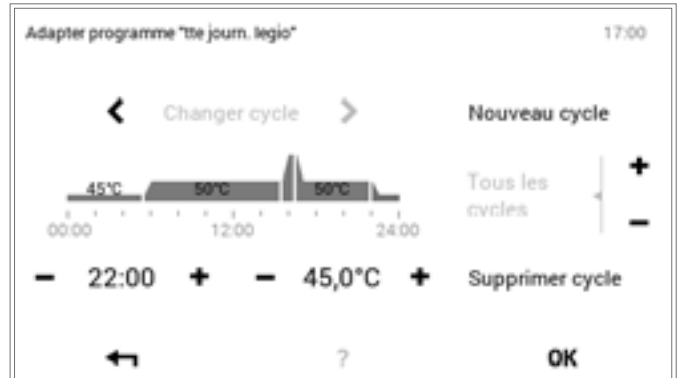 Adapter programme "tte journ. legio" 17:00
Changer cycle Nouveau cycle
45°C 50°C 50°C
Tous les
cycles
00:00 12:00 24:00
22:00 45,0°C Supprimer cycle
? OK